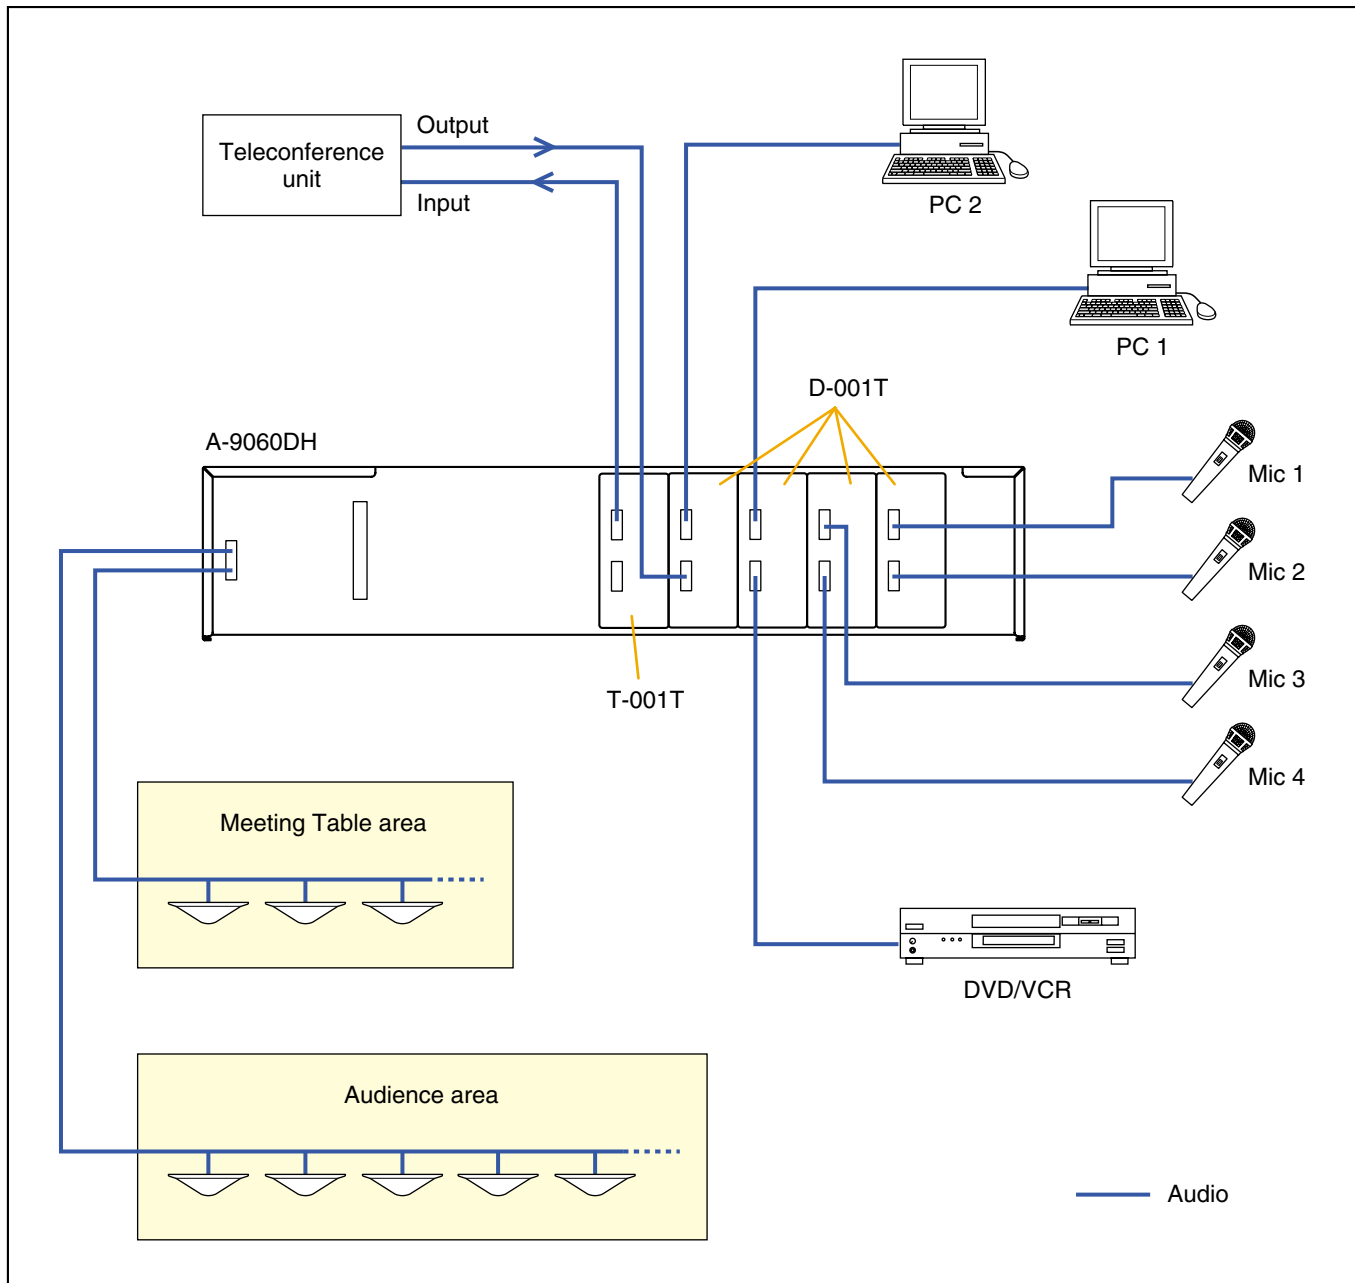 Output
Teleconference
unit
Input
PC 2
PC 1
D-001T
A-9060DH
Mic 1
Mic 2
Mic 3
T-001T
Mic 4
Meeting Table area
DVD/VCR
Audience area
Audio